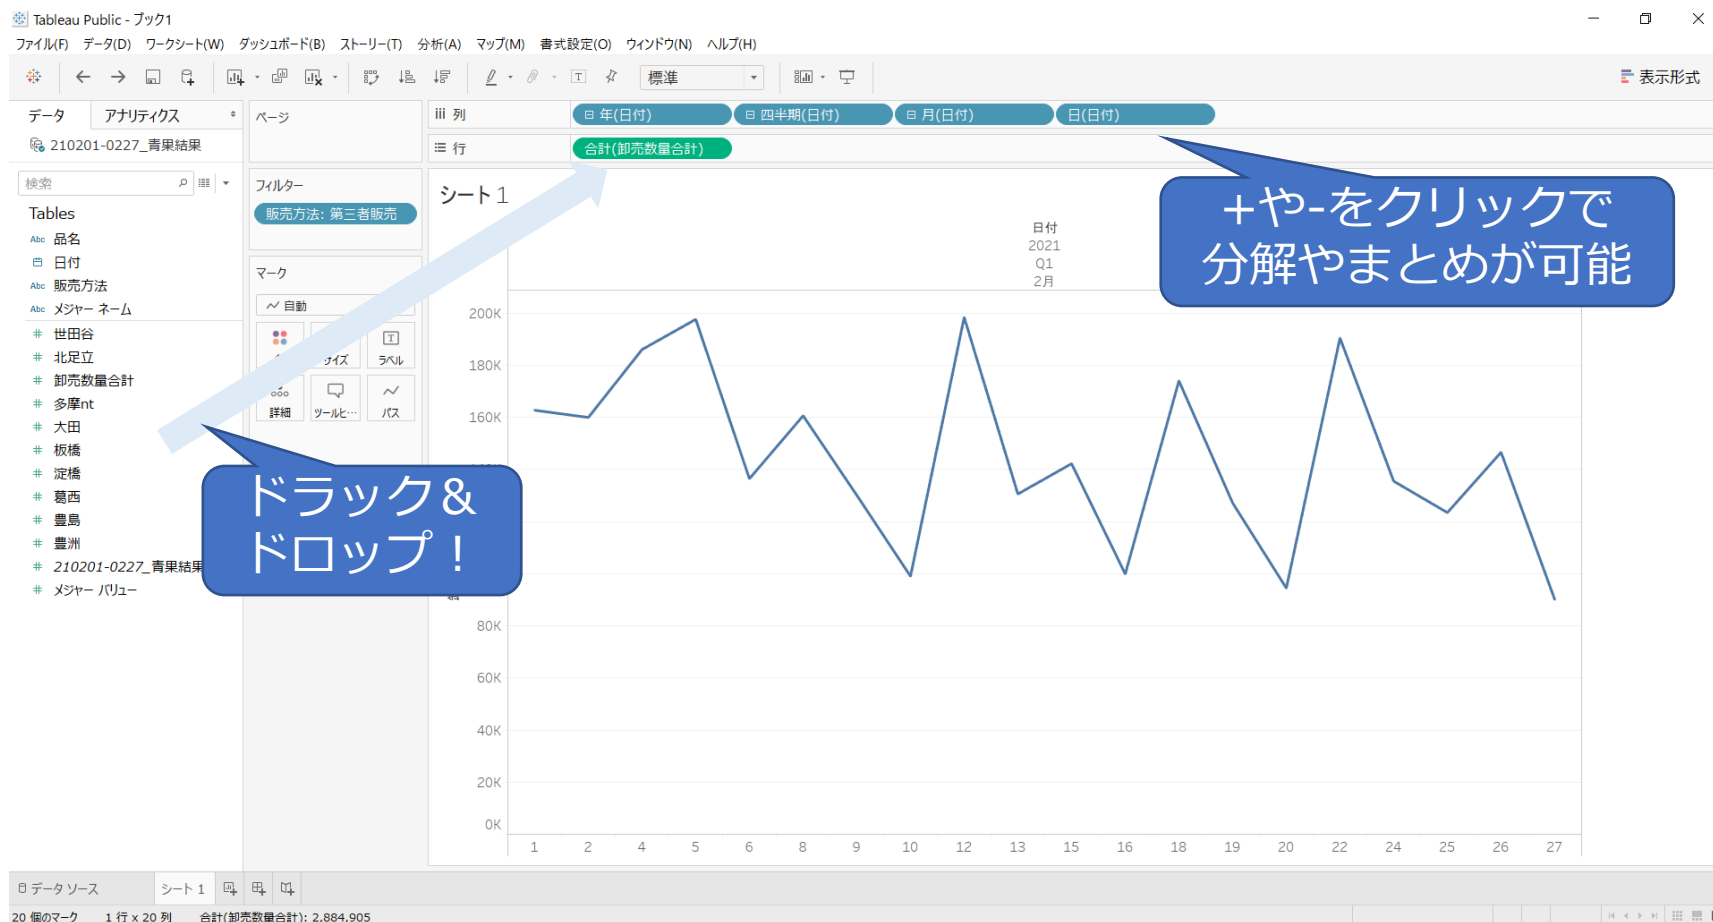 Tableau Public - ブック1
ファイル(F) データ(D) ワークシート(W) ダッシュボード(B) ストーリー(T) 分析(A) マップ(M) 書式設定(O) ウィンドウ(N) ヘルプ(H)
標準
表示形式
データ アナリティクス
210201-0227_青果結果
検索
Tables
Abc 品名
日付
Abc 販売方法
Abc メジャー ネーム
# 世田谷
# 北足立
# 卸売数量合計
# 多摩nt
# 大田
# 板橋
# 淀橋
# 葛西
# 豊島
# 豊洲
# 210201-0227_青果結果
# メジャー バリュー
ページ
フィルター
販売方法: 第三者販売
マーク
自動
サイズ
T
ラベル
詳細
ツールヒ…
パス
iii 列
年(日付) 四半期(日付) 月(日付) 日(日付)
行
合計(卸売数量合計)
シート 1
日付
2021
Q1
2月
+や-をクリックで
分解やまとめが可能
ドラック&
ドロップ！
200K
180K
160K
80K
60K
40K
20K
0K
1 2 4 5 6 8 9 10 12 13 15 16 18 19 20 22 24 25 26 27
データ ソース シート 1
20 個のマーク 1 行 x 20 列 合計(卸売数量合計): 2,884,905